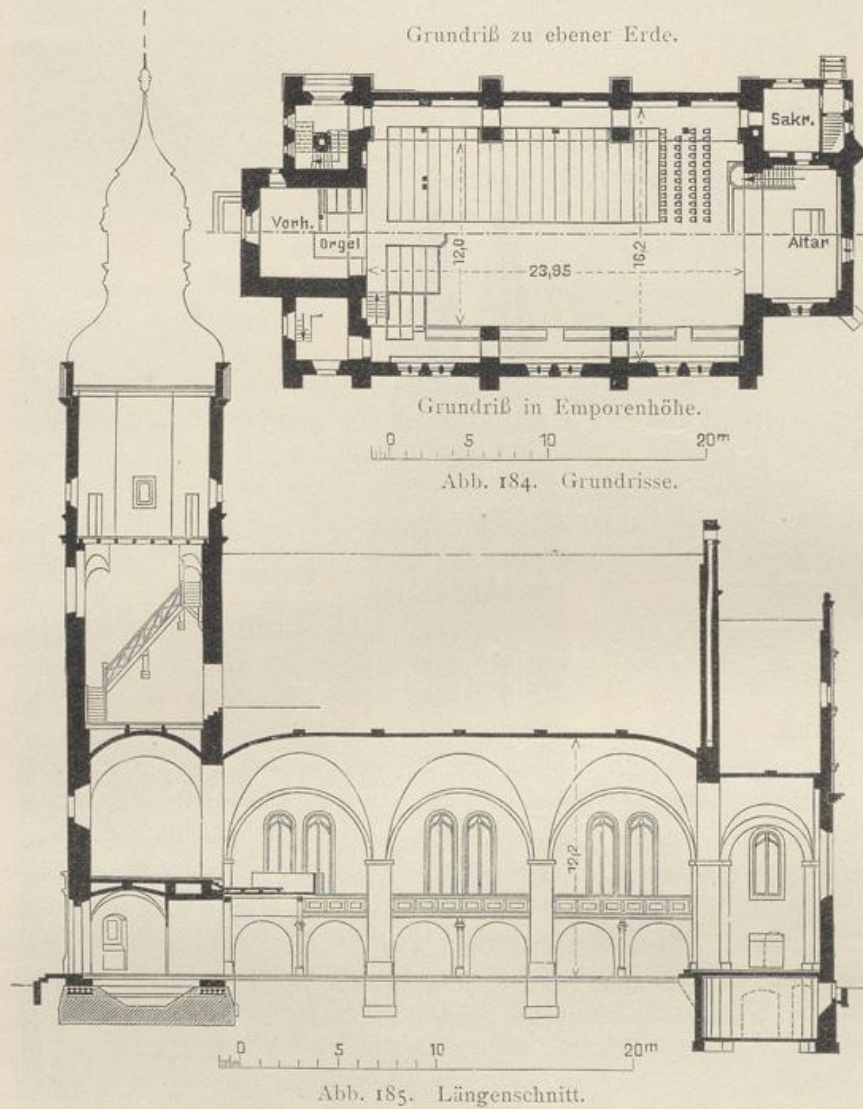 Grundriß zu ebener Erde.
Sakr.
Vorh.
Orgel
Altar
12,0
16,2
23,95
Grundriß in Emporenhöhe.
0 5 10 20m
Abb. 184. Grundrisse.
12,2
0 5 10 20m
Abb. 185. Längenschnitt.